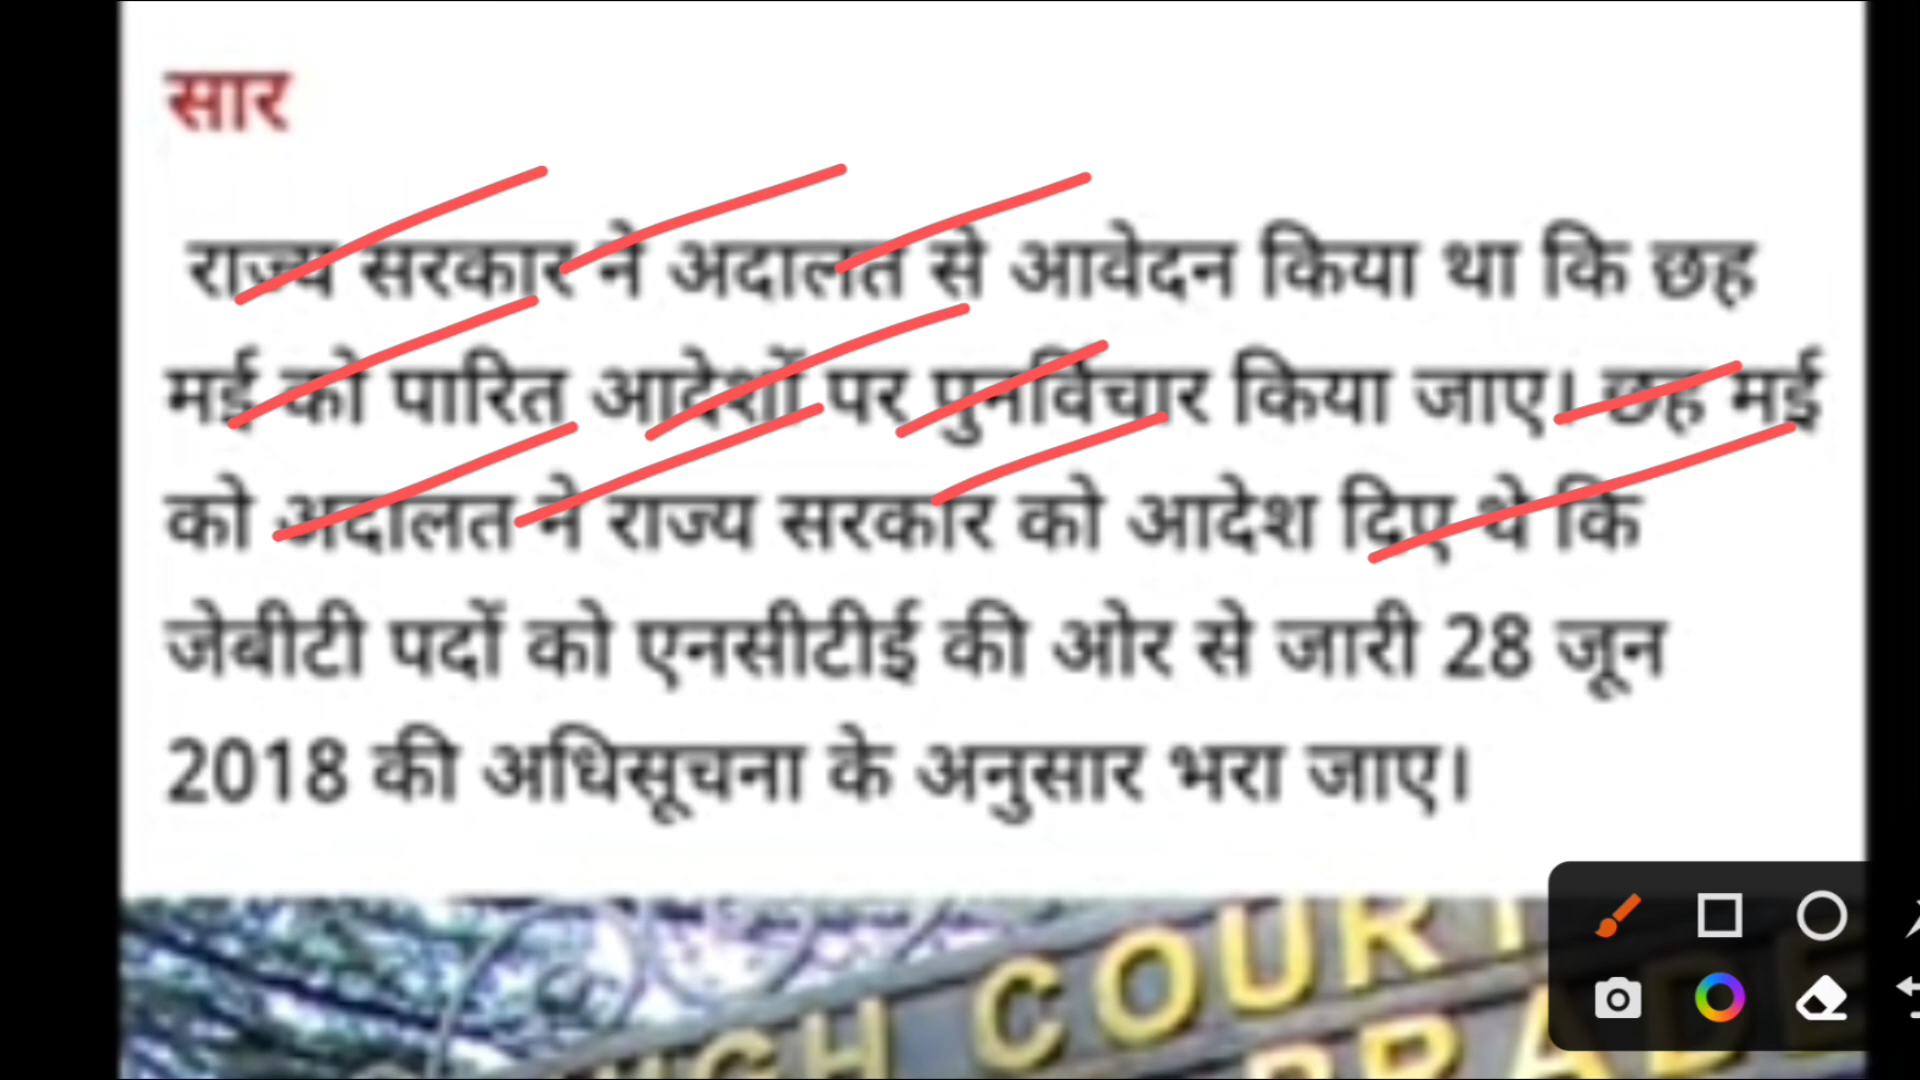 सार
राज्य सरकार ने अदालत से आवेदन किया था कि छह
मई को पारित आदेशों पर पुनर्विचार किया जाए। छह मई
को अदालत ने राज्य सरकार को आदेश दिए थे कि
जेबीटी पदों को एनसीटीई की ओर से जारी 28 जून
2018 की अधिसूचना के अनुसार भरा जाए।
COURT